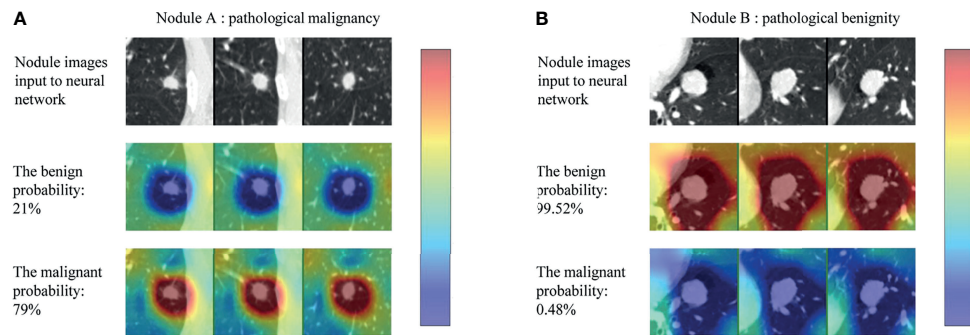 A
Nodule A : pathological malignancy
Nodule images
input to neural
network
The benign
probability:
21%
The malignant
probability:
79%
B
Nodule B : pathological benignity
Nodule images
input to neural
network
The benign
probability:
99.52%
The malignant
probability:
0.48%